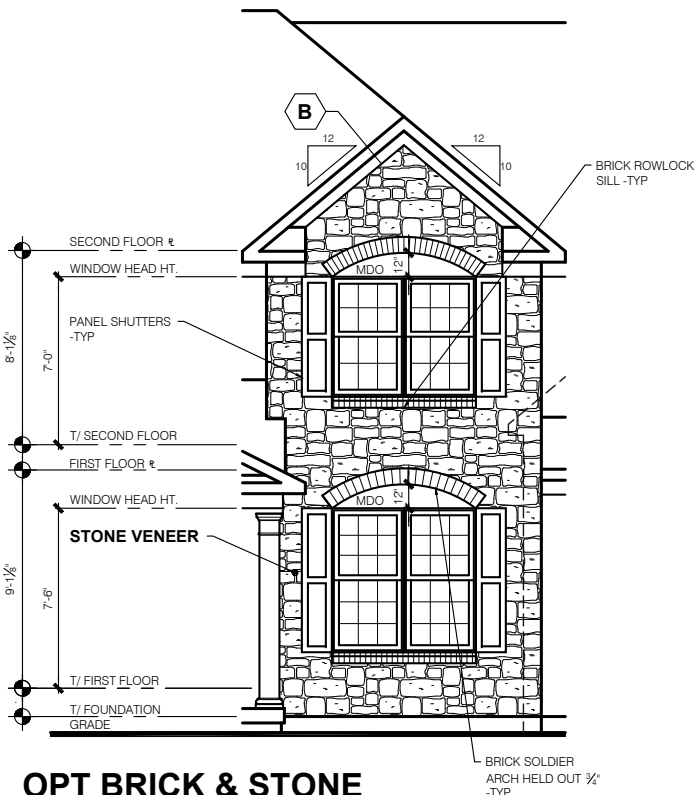 B
12
12
10
10
BRICK ROWLOCK
SILL -TYP
SECOND FLOOR ℄
WINDOW HEAD HT.
MDO
12"
PANEL SHUTTERS
-TYP
8'-1⅛"
7'-0"
T/ SECOND FLOOR
FIRST FLOOR ℄
WINDOW HEAD HT.
MDO
12"
STONE VENEER
9'-1⅛"
7'-6"
T/ FIRST FLOOR
T/ FOUNDATION
GRADE
BRICK SOLDIER
ARCH HELD OUT ¾"
-TYP
OPT BRICK & STONE